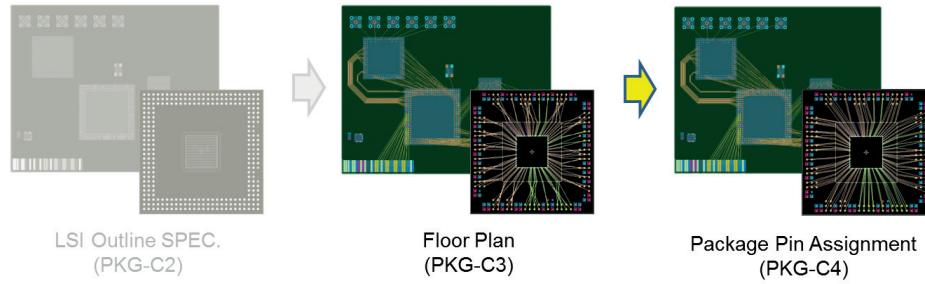 LSI Outline SPEC.
(PKG-C2)
Floor Plan
(PKG-C3)
Package Pin Assignment
(PKG-C4)